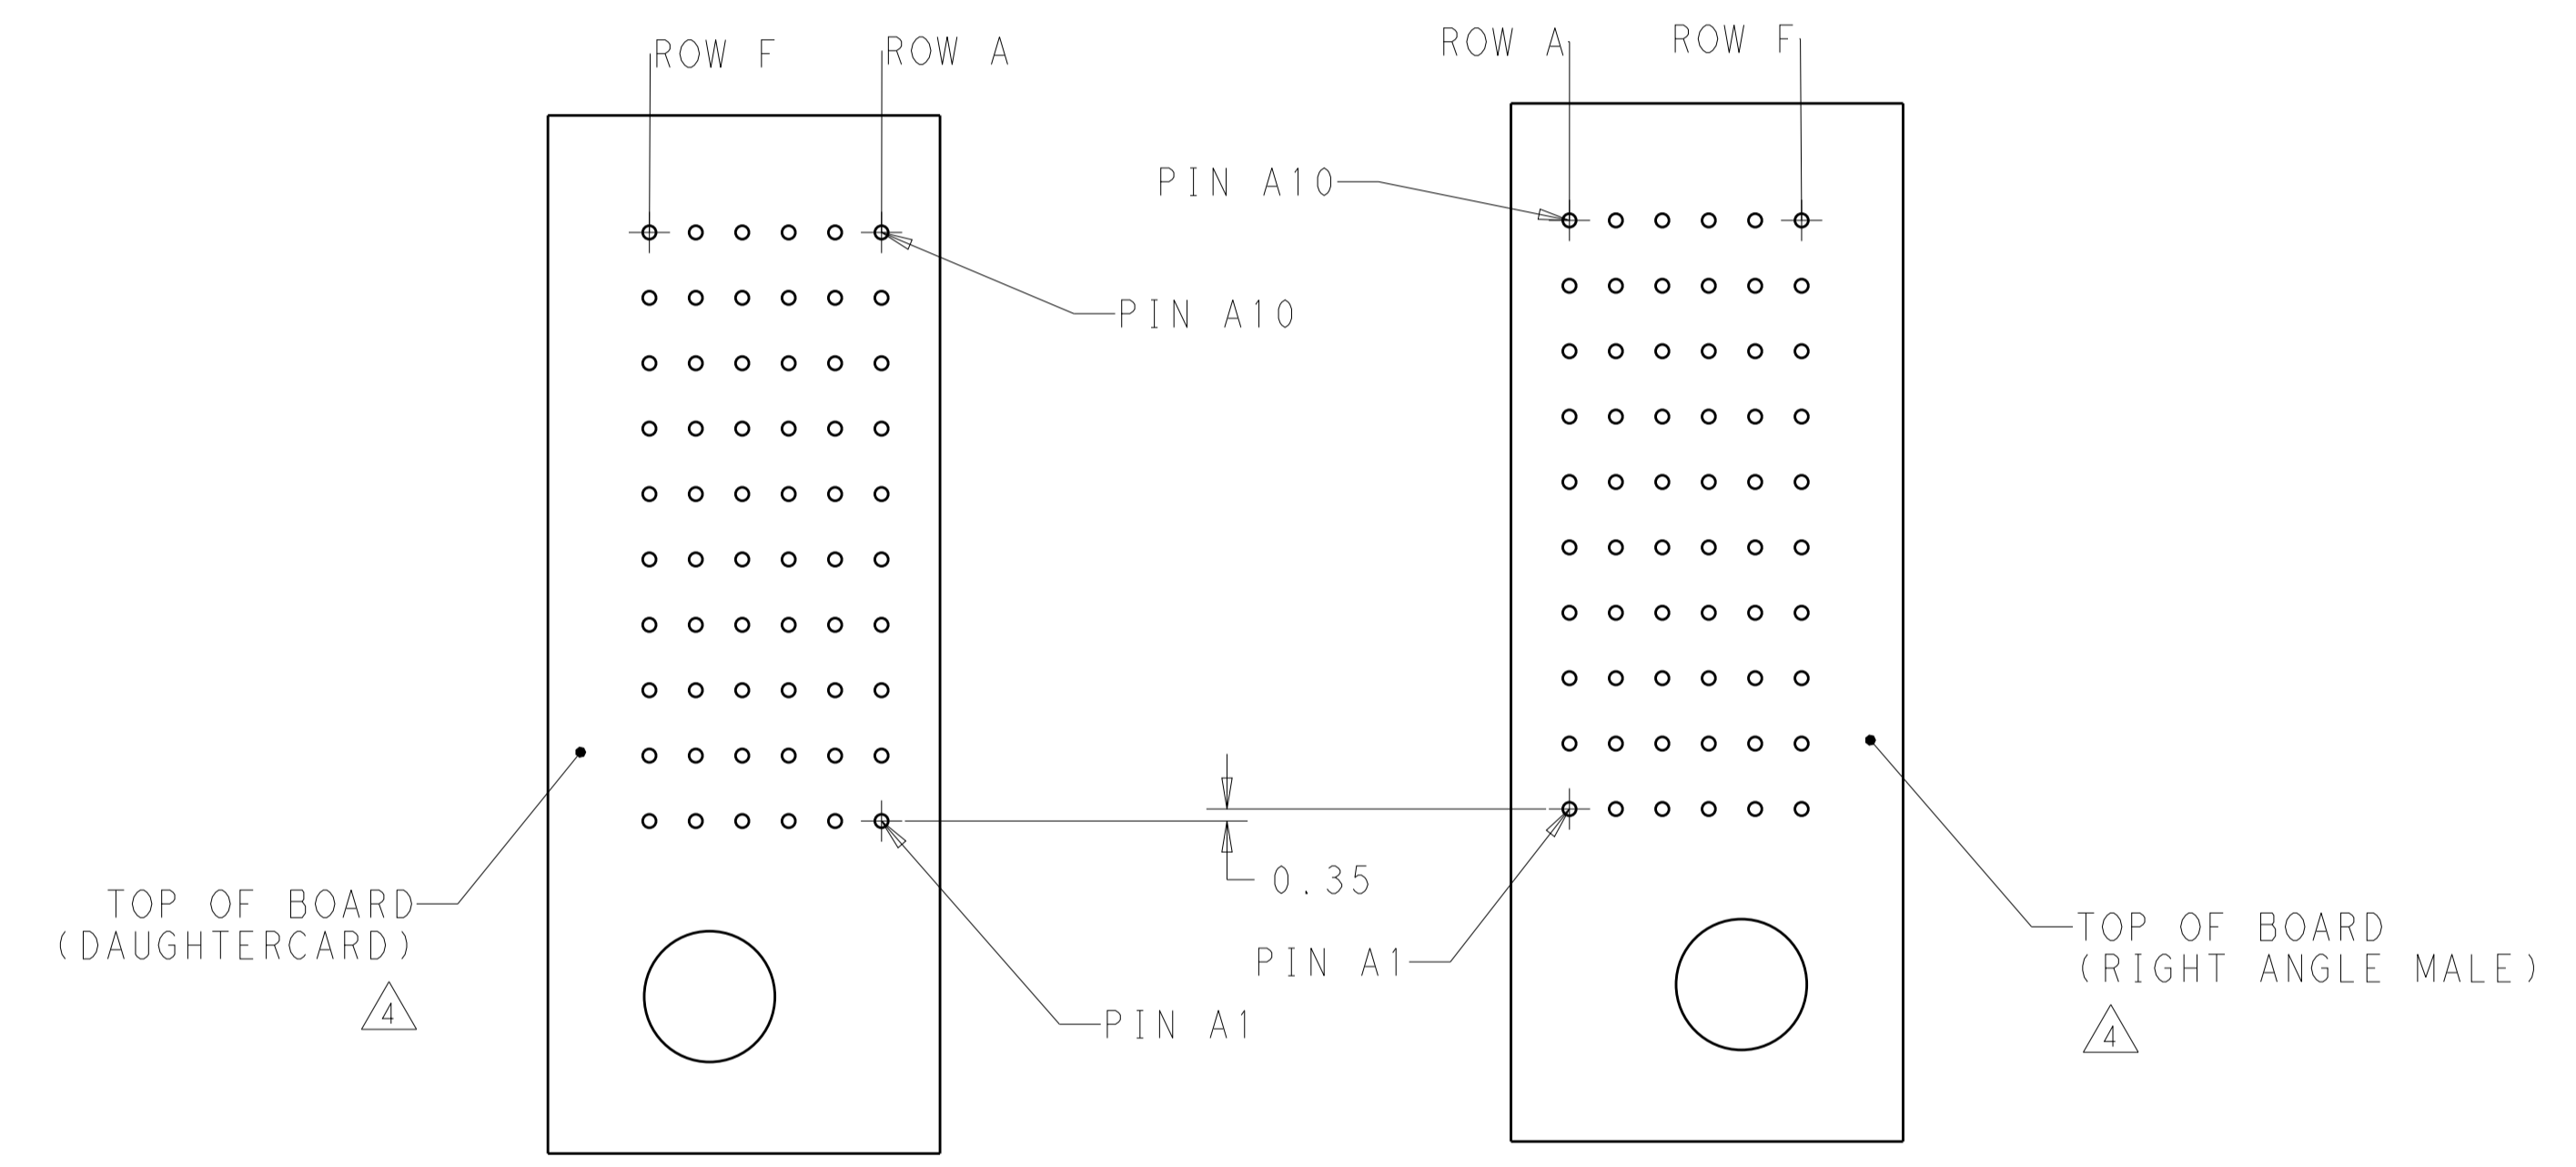 ROW F
ROW A
ROW A
ROW F
PIN A10
PIN A10
0.35
TOP OF BOARD
(DAUGHTERCARD)
4
PIN A1
PIN A1
TOP OF BOARD
(RIGHT ANGLE MALE)
4